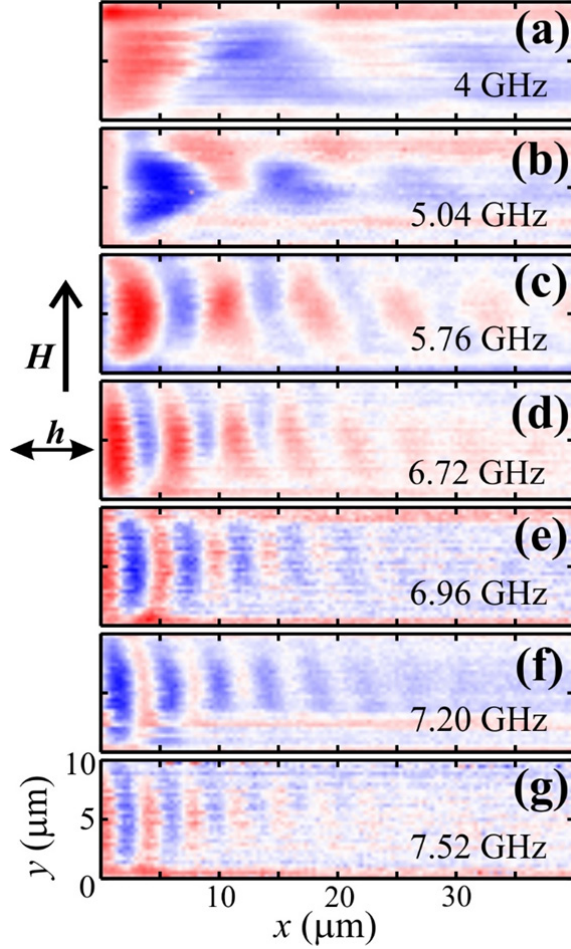 (a)
4 GHz
(b)
5.04 GHz
(c)
5.76 GHz
H
h
(d)
6.72 GHz
(e)
6.96 GHz
(f)
7.20 GHz
(g)
7.52 GHz
10
5
0
y (μm)
10
20
30
x (μm)